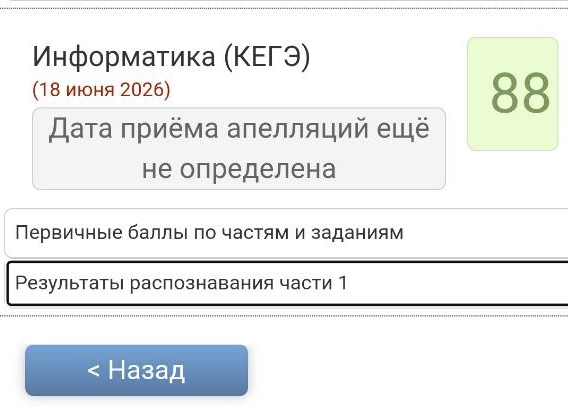 Информатика (КЕГЭ)
88
(18 июня 2026)
Дата приёма апелляций ещё
не определена
Первичные баллы по частям и заданиям
Результаты распознавания части 1
< Назад